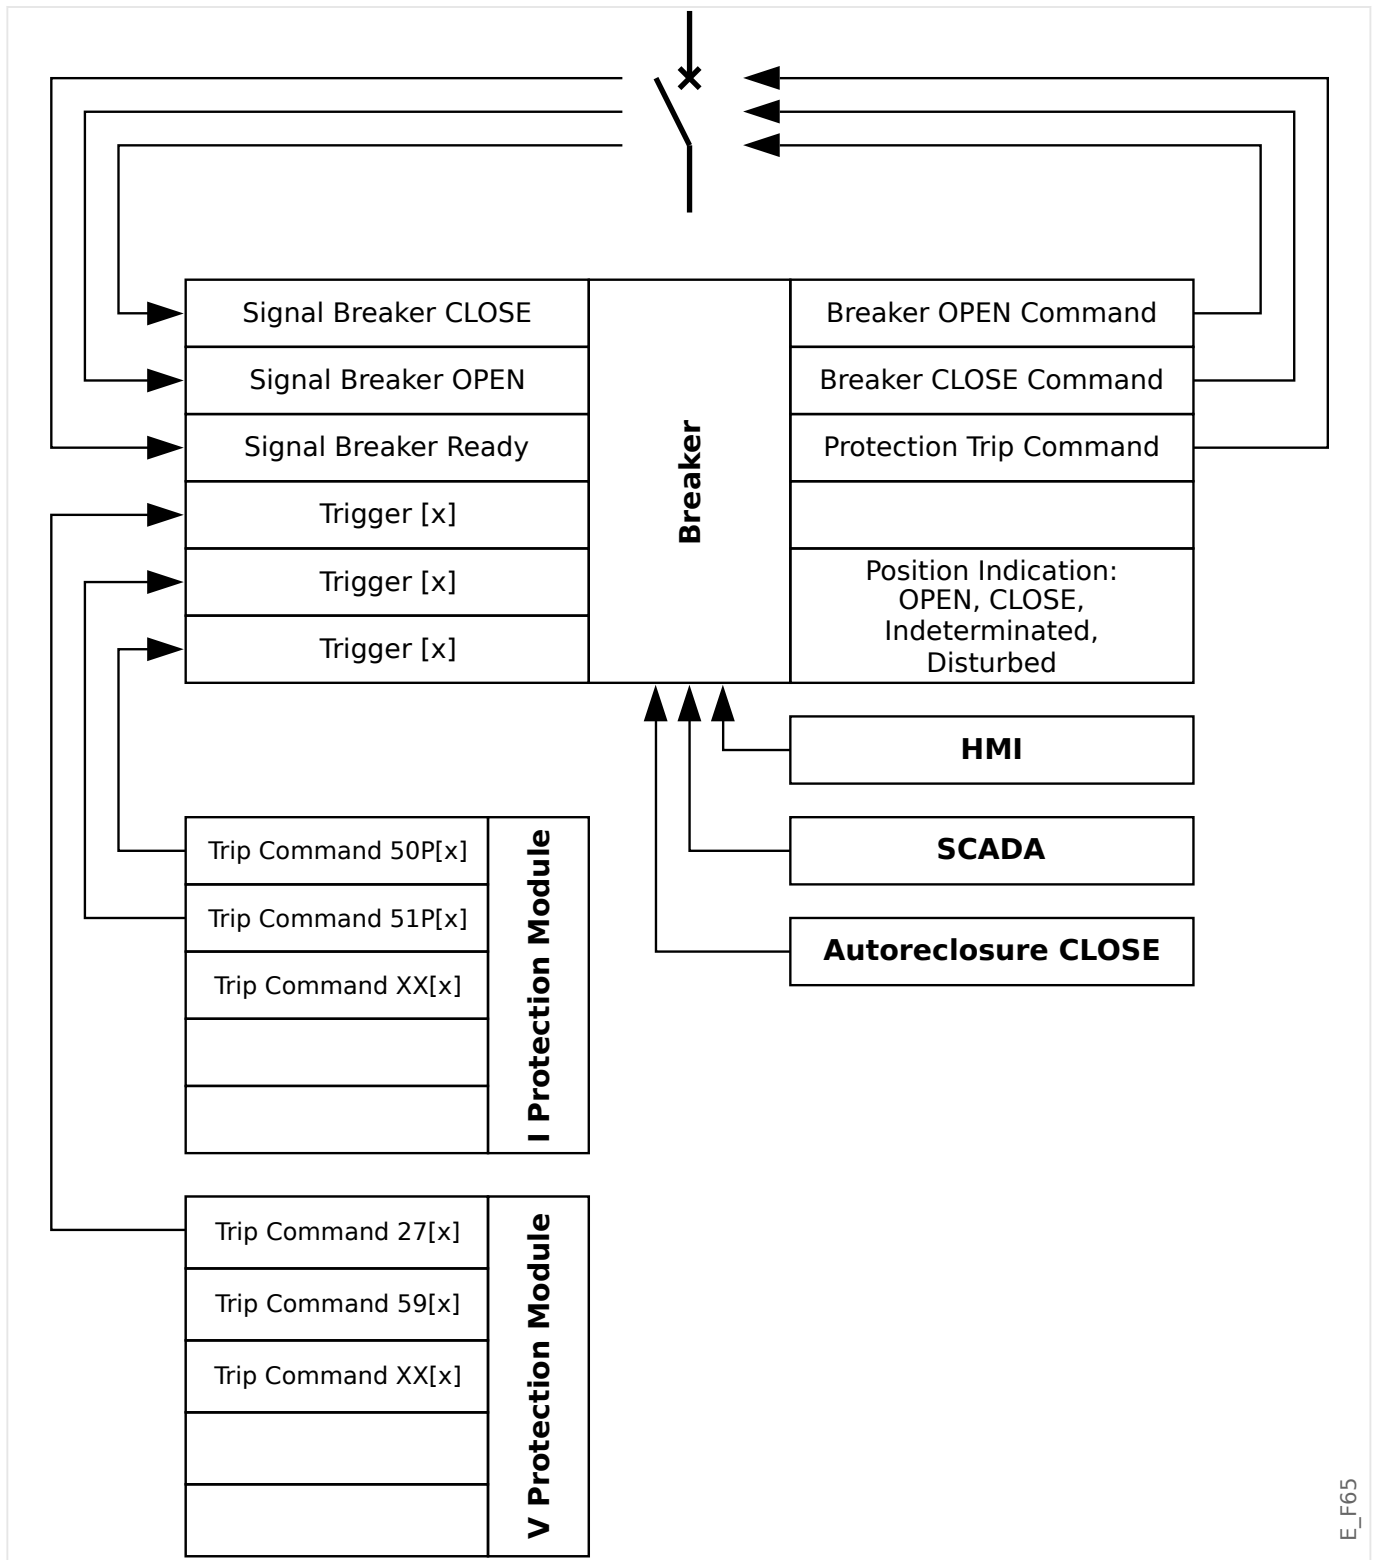 Signal Breaker CLOSE
Signal Breaker OPEN
Signal Breaker Ready
Trigger [x]
Trigger [x]
Trigger [x]
Breaker
Breaker OPEN Command
Breaker CLOSE Command
Protection Trip Command
Position Indication:
OPEN, CLOSE,
Indeterminated,
Disturbed
HMI
SCADA
Autoreclosure CLOSE
Trip Command 50P[x]
Trip Command 51P[x]
Trip Command XX[x]
I Protection Module
Trip Command 27[x]
Trip Command 59[x]
Trip Command XX[x]
V Protection Module
E_F65